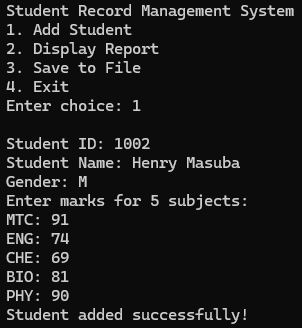 Student Record Management System
1. Add Student
2. Display Report
3. Save to File
4. Exit
Enter choice: 1
Student ID: 1002
Student Name: Henry Masuba
Gender: M
Enter marks for 5 subjects:
MTC: 91
ENG: 74
CHE: 69
BIO: 81
PHY: 90
Student added successfully!